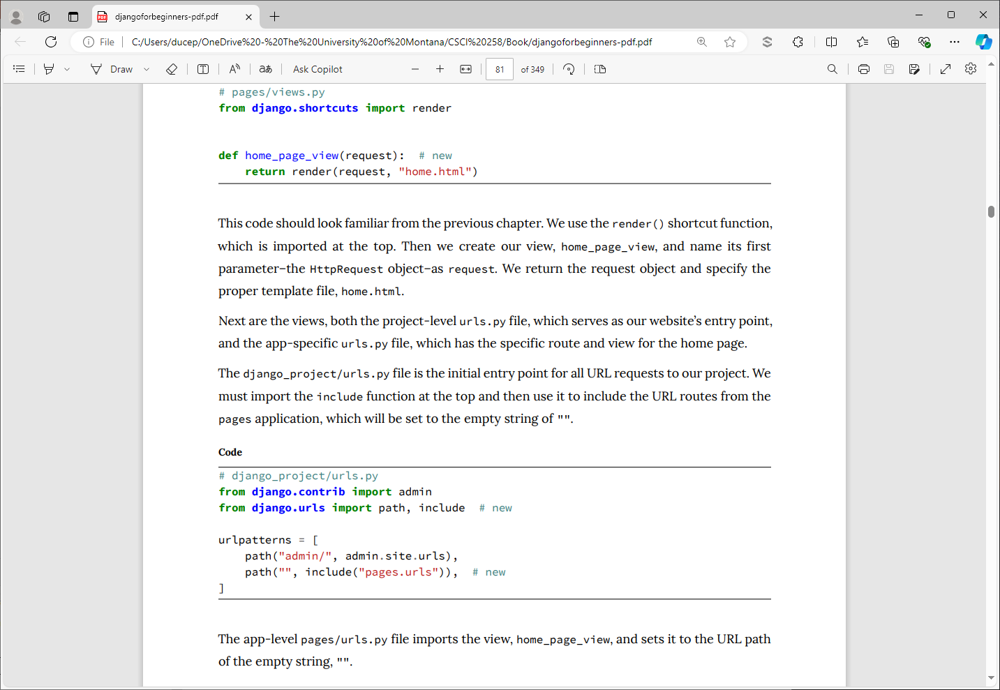 djangoforbeginners-pdf.pdf
File
C:/Users/ducep/OneDrive%20-%20The%20University%20of%20Montana/CSCI%20258/Book/djangoforbeginners-pdf.pdf
Draw
Ask Copilot
81
of 349
# pages/views.py
from django.shortcuts import render
def home_page_view(request):  # new
    return render(request, "home.html")
This code should look familiar from the previous chapter. We use the render() shortcut function,
which is imported at the top. Then we create our view, home_page_view, and name its first
parameter–the HttpRequest object–as request. We return the request object and specify the
proper template file, home.html.
Next are the views, both the project-level urls.py file, which serves as our website’s entry point,
and the app-specific urls.py file, which has the specific route and view for the home page.
The django_project/urls.py file is the initial entry point for all URL requests to our project. We
must import the include function at the top and then use it to include the URL routes from the
pages application, which will be set to the empty string of "".
Code
# django_project/urls.py
from django.contrib import admin
from django.urls import path, include  # new
urlpatterns = [
    path("admin/", admin.site.urls),
    path("", include("pages.urls")),  # new
]
The app-level pages/urls.py file imports the view, home_page_view, and sets it to the URL path
of the empty string, "".